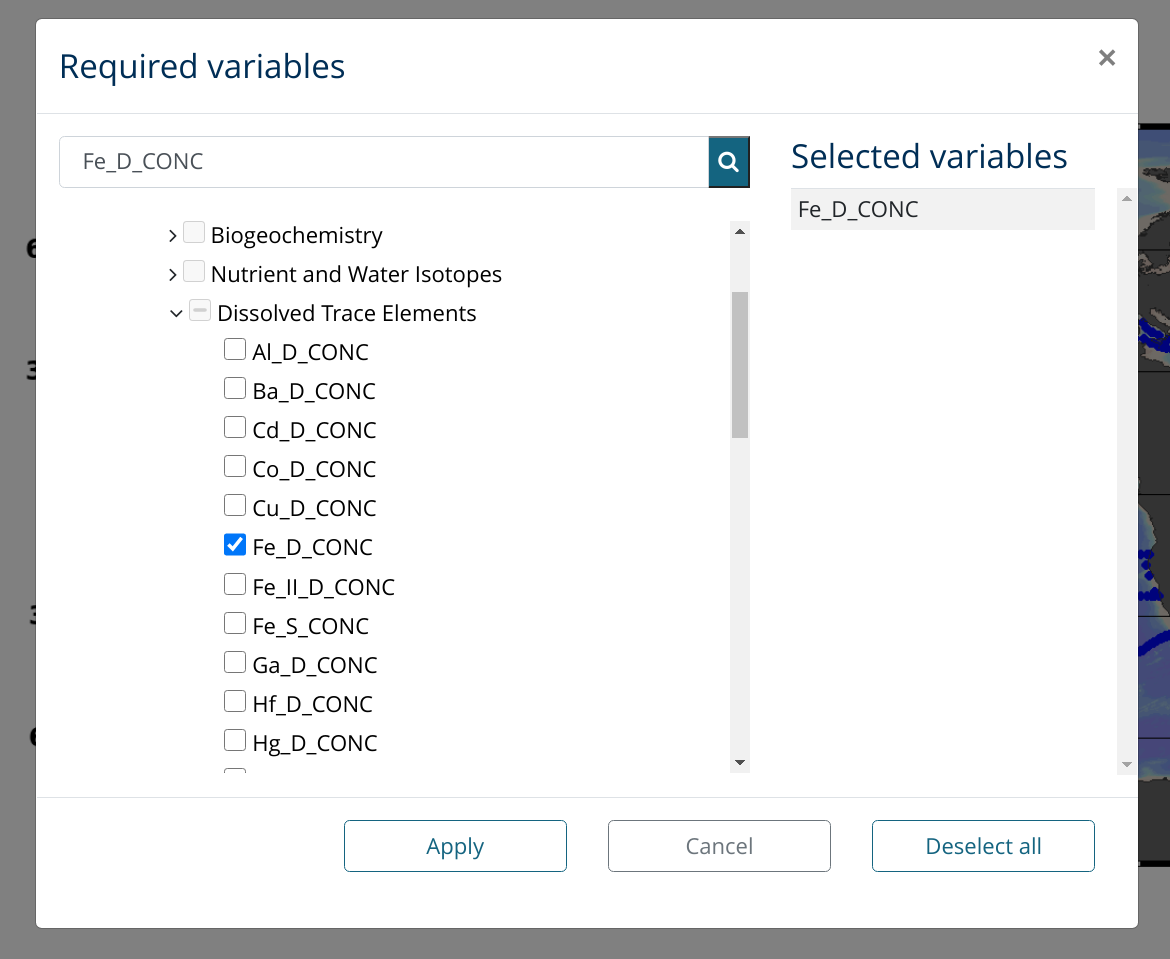 Required variables
×
Fe_D_CONC
Selected variables
Fe_D_CONC
Biogeochemistry
Nutrient and Water Isotopes
Dissolved Trace Elements
Al_D_CONC
Ba_D_CONC
Cd_D_CONC
Co_D_CONC
Cu_D_CONC
Fe_D_CONC
Fe_II_D_CONC
Fe_S_CONC
Ga_D_CONC
Hf_D_CONC
Hg_D_CONC
Apply
Cancel
Deselect all